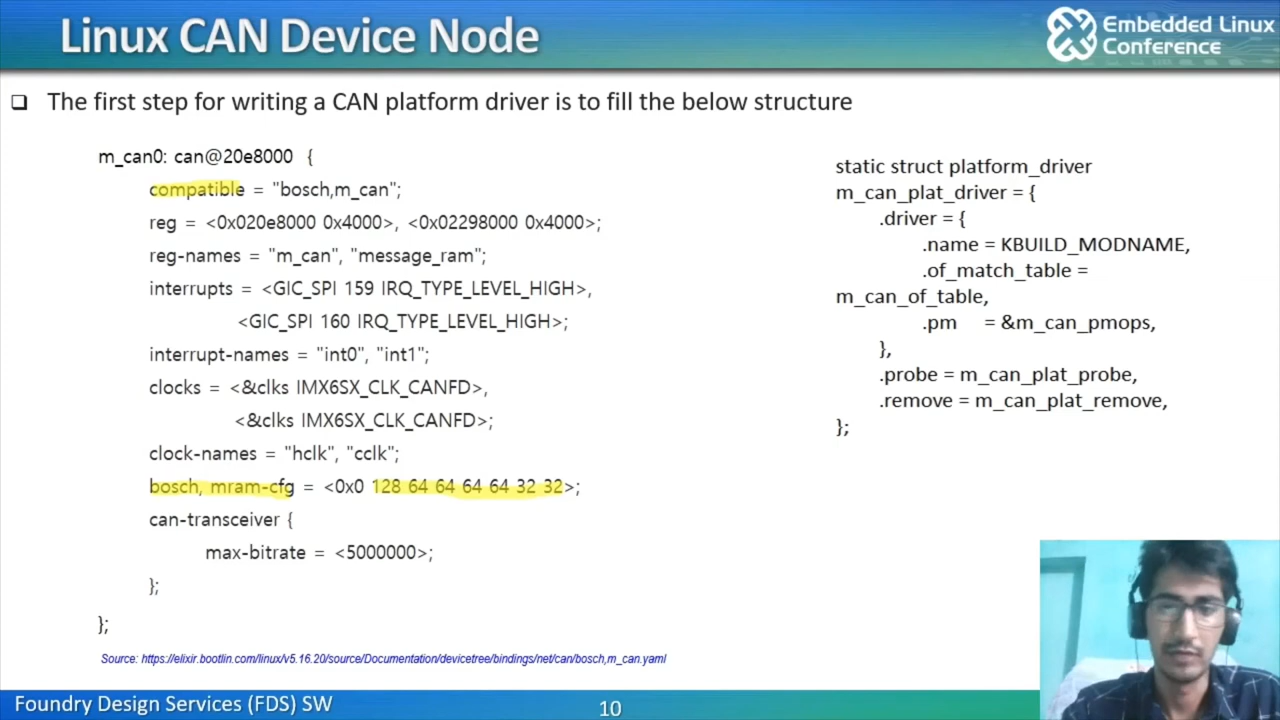 Linux CAN Device Node
Embedded Linux
Conference
❑ The first step for writing a CAN platform driver is to fill the below structure
m_can0: can@20e8000 {
compatible = "bosch,m_can";
reg = <0x020e8000 0x4000>, <0x02298000 0x4000>;
reg-names = "m_can", "message_ram";
interrupts = <GIC_SPI 159 IRQ_TYPE_LEVEL_HIGH>,
<GIC_SPI 160 IRQ_TYPE_LEVEL_HIGH>;
interrupt-names = "int0", "int1";
clocks = <&clks IMX6SX_CLK_CANFD>,
<&clks IMX6SX_CLK_CANFD>;
clock-names = "hclk", "cclk";
bosch, mram-cfg = <0x0 128 64 64 64 64 32 32>;
can-transceiver {
max-bitrate = <5000000>;
};
};
static struct platform_driver
m_can_plat_driver = {
.driver = {
.name = KBUILD_MODNAME,
.of_match_table =
m_can_of_table,
.pm = &m_can_pmops,
},
.probe = m_can_plat_probe,
.remove = m_can_plat_remove,
};
Source: https://elixir.bootlin.com/linux/v5.16.20/source/Documentation/devicetree/bindings/net/can/bosch,m_can.yaml
Foundry Design Services (FDS) SW
10